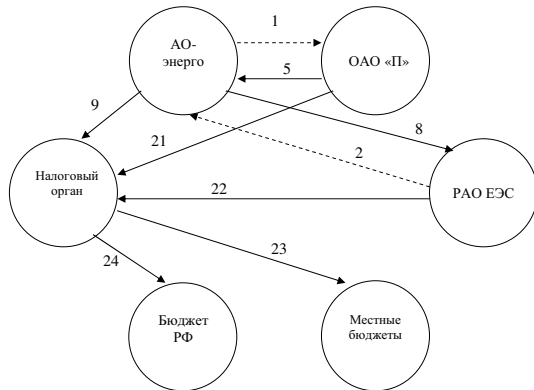 1
АО-
энерго
ОАО «П»
5
9
8
21
2
Налоговый
орган
22
РАО ЕЭС
23
24
Бюджет
РФ
Местные
бюджеты